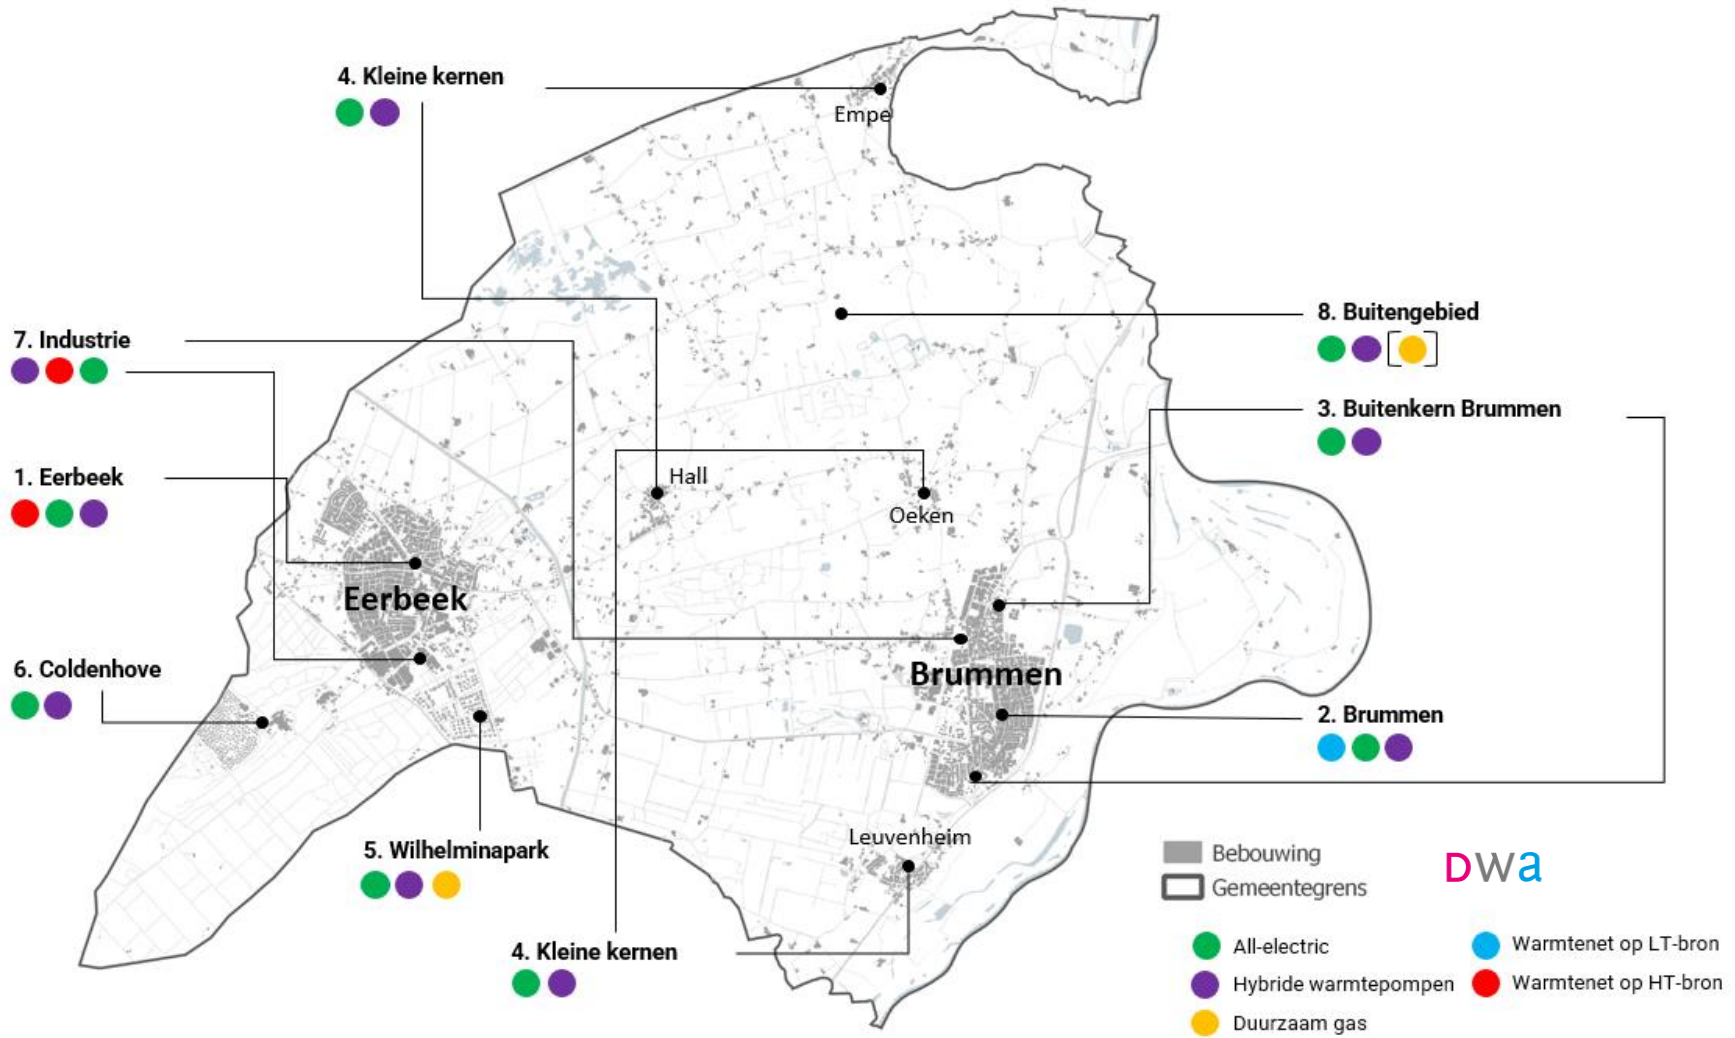 4. Kleine kernen
Empe
8. Buitengebied
7. Industrie
3. Buitenkern Brummen
1. Eerbeek
Hall
Oeken
Eerbeek
6. Coldenhove
Brummen
2. Brummen
5. Wilhelminapark
Leuvenheim
4. Kleine kernen
Bebouwing
Gemeentegrens
DWa
All-electric
Warmtenet op LT-bron
Hybride warmtepompen
Warmtenet op HT-bron
Duurzaam gas